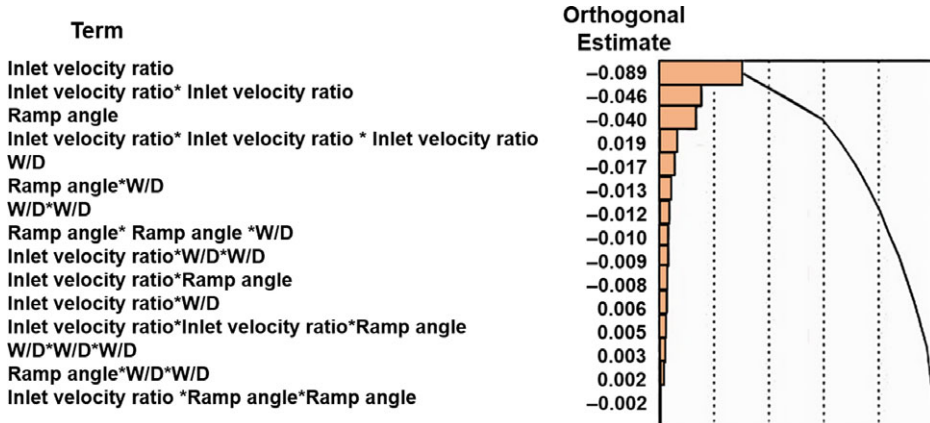 Term
Orthogonal
Estimate
Inlet velocity ratio −0.089
Inlet velocity ratio* Inlet velocity ratio −0.046
Ramp angle −0.040
Inlet velocity ratio* Inlet velocity ratio * Inlet velocity ratio 0.019
W/D −0.017
Ramp angle*W/D −0.013
W/D*W/D −0.012
Ramp angle* Ramp angle *W/D −0.010
Inlet velocity ratio*W/D*W/D −0.009
Inlet velocity ratio*Ramp angle −0.008
Inlet velocity ratio*W/D 0.006
Inlet velocity ratio*Inlet velocity ratio*Ramp angle 0.005
W/D*W/D*W/D 0.003
Ramp angle*W/D*W/D 0.002
Inlet velocity ratio *Ramp angle*Ramp angle −0.002